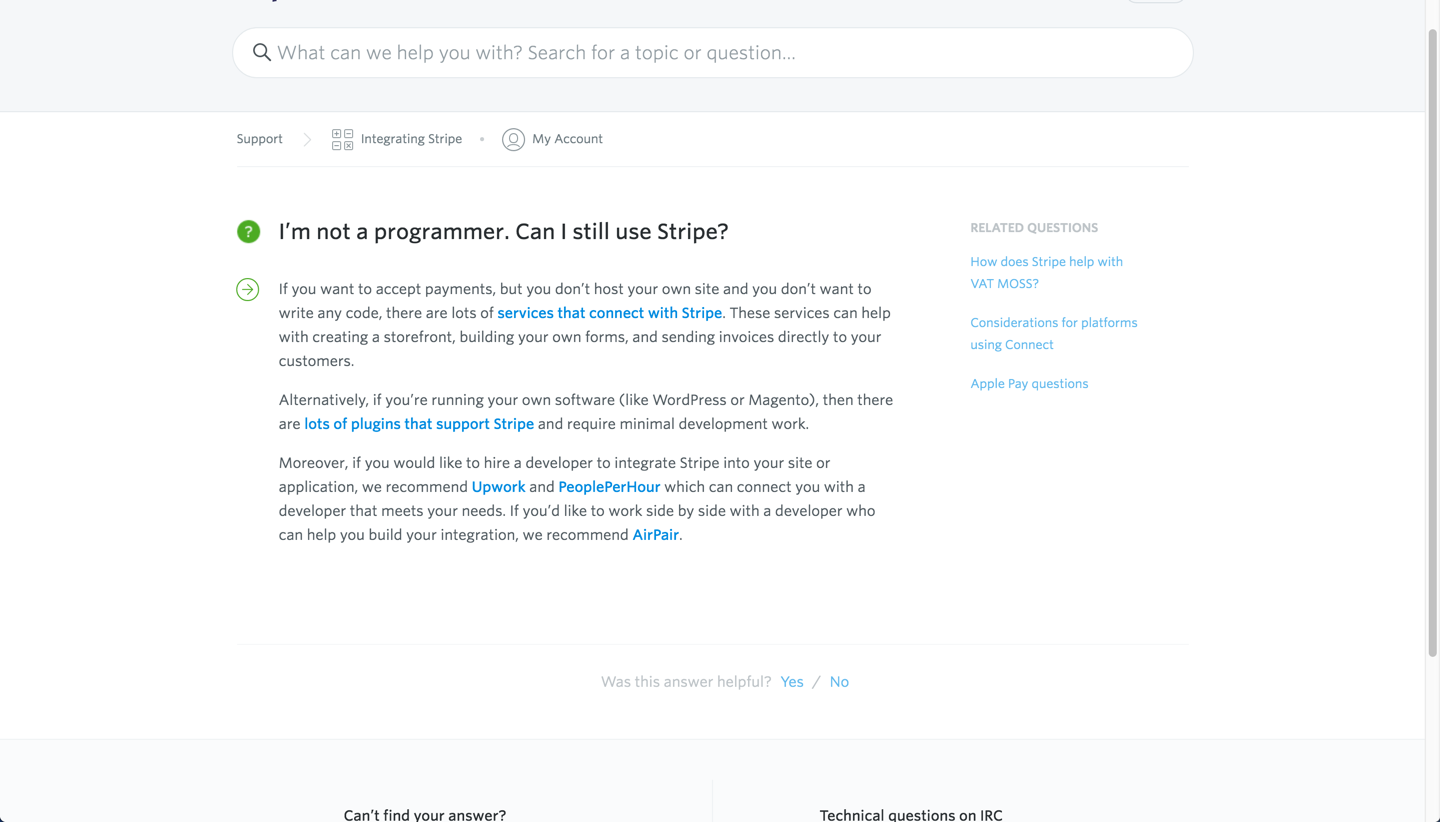 What can we help you with? Search for a topic or question...
Support
Integrating Stripe • My Account
I’m not a programmer. Can I still use Stripe?
If you want to accept payments, but you don’t host your own site and you don’t want to
write any code, there are lots of services that connect with Stripe. These services can help
with creating a storefront, building your own forms, and sending invoices directly to your
customers.
Alternatively, if you’re running your own software (like WordPress or Magento), then there
are lots of plugins that support Stripe and require minimal development work.
Moreover, if you would like to hire a developer to integrate Stripe into your site or
application, we recommend Upwork and PeoplePerHour which can connect you with a
developer that meets your needs. If you’d like to work side by side with a developer who
can help you build your integration, we recommend AirPair.
RELATED QUESTIONS
How does Stripe help with
VAT MOSS?
Considerations for platforms
using Connect
Apple Pay questions
Was this answer helpful? Yes / No
Can’t find your answer?
Technical questions on IRC